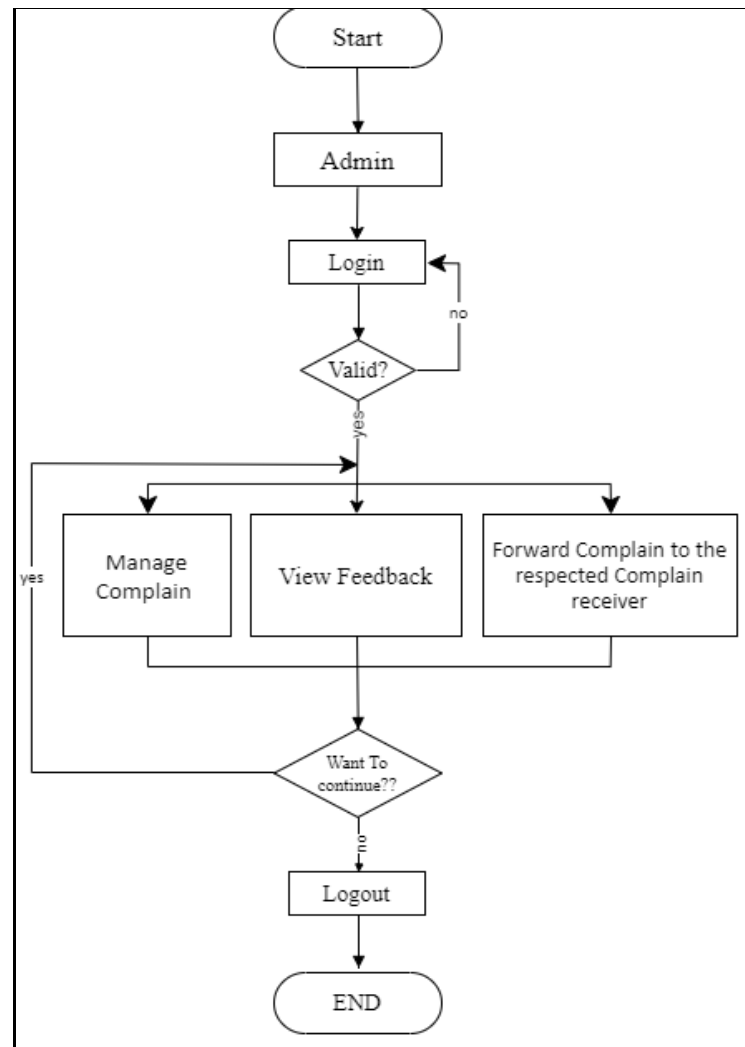 Start
Admin
Login
no
Valid?
yes
Manage
Complain
View Feedback
Forward Complain to the
respected Complain
receiver
yes
Want To
continue??
no
Logout
END